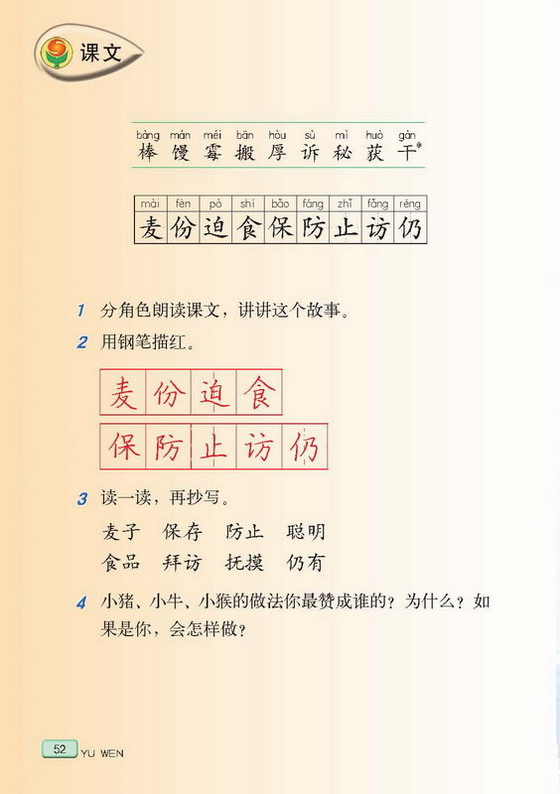 课文
bàng mán méi bān hòu sù mì huò gàn
棒 馒 霉 搬 厚 诉 秘 获 干*
mài fèn pò shí bǎo fáng zhǐ fǎng réng
麦 份 迫 食 保 防 止 访 仍
1 分角色朗读课文，讲讲这个故事。
2 用钢笔描红。
麦 份 迫 食
保 防 止 访 仍
3 读一读，再抄写。
麦子 保存 防止 聪明
食品 拜访 抚摸 仍有
4 小猪、小牛、小猴的做法你最赞成谁的？为什么？如
果是你，会怎样做？
52 YU WEN